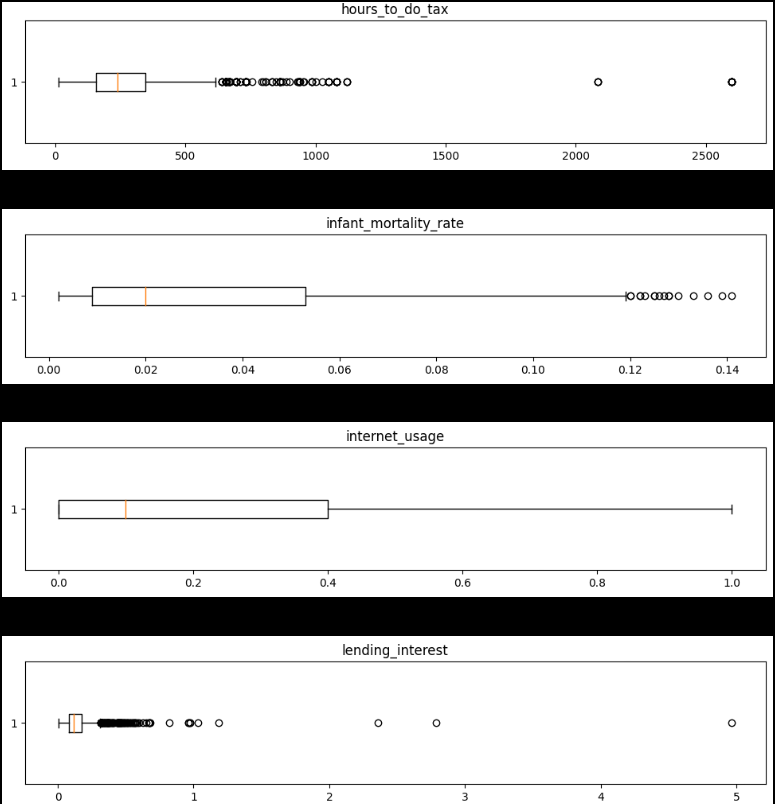 hours_to_do_tax
1
0 500 1000 1500 2000 2500
infant_mortality_rate
1
0.00 0.02 0.04 0.06 0.08 0.10 0.12 0.14
internet_usage
1
0.0 0.2 0.4 0.6 0.8 1.0
lending_interest
1
0 1 2 3 4 5